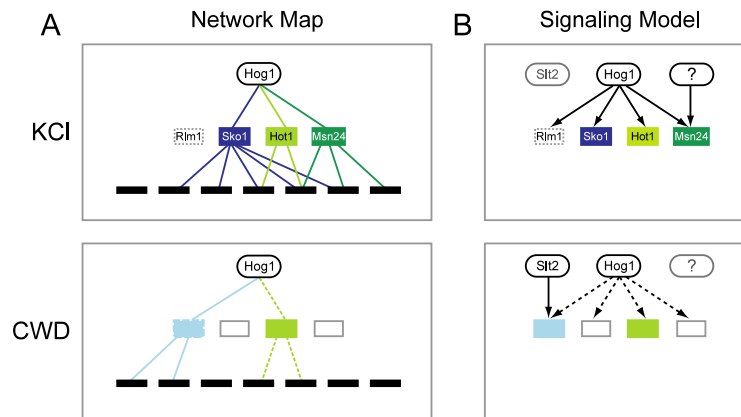 A
Network Map
B
Signaling Model
KCl
Hog1
Rlm1
Sko1
Hot1
Msn24
Slt2
Hog1
?
Rlm1
Sko1
Hot1
Msn24
CWD
Hog1
Slt2
Hog1
?